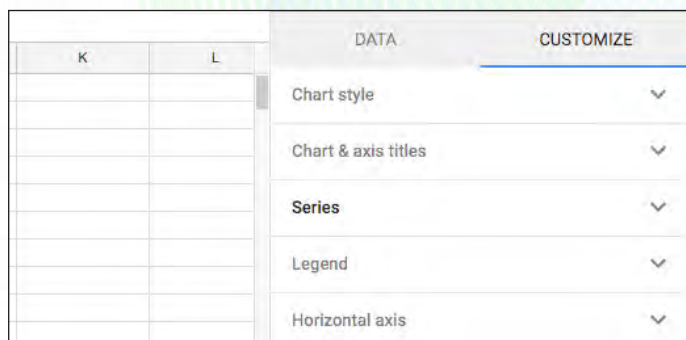 K L
DATA CUSTOMIZE
Chart style
Chart & axis titles
Series
Legend
Horizontal axis